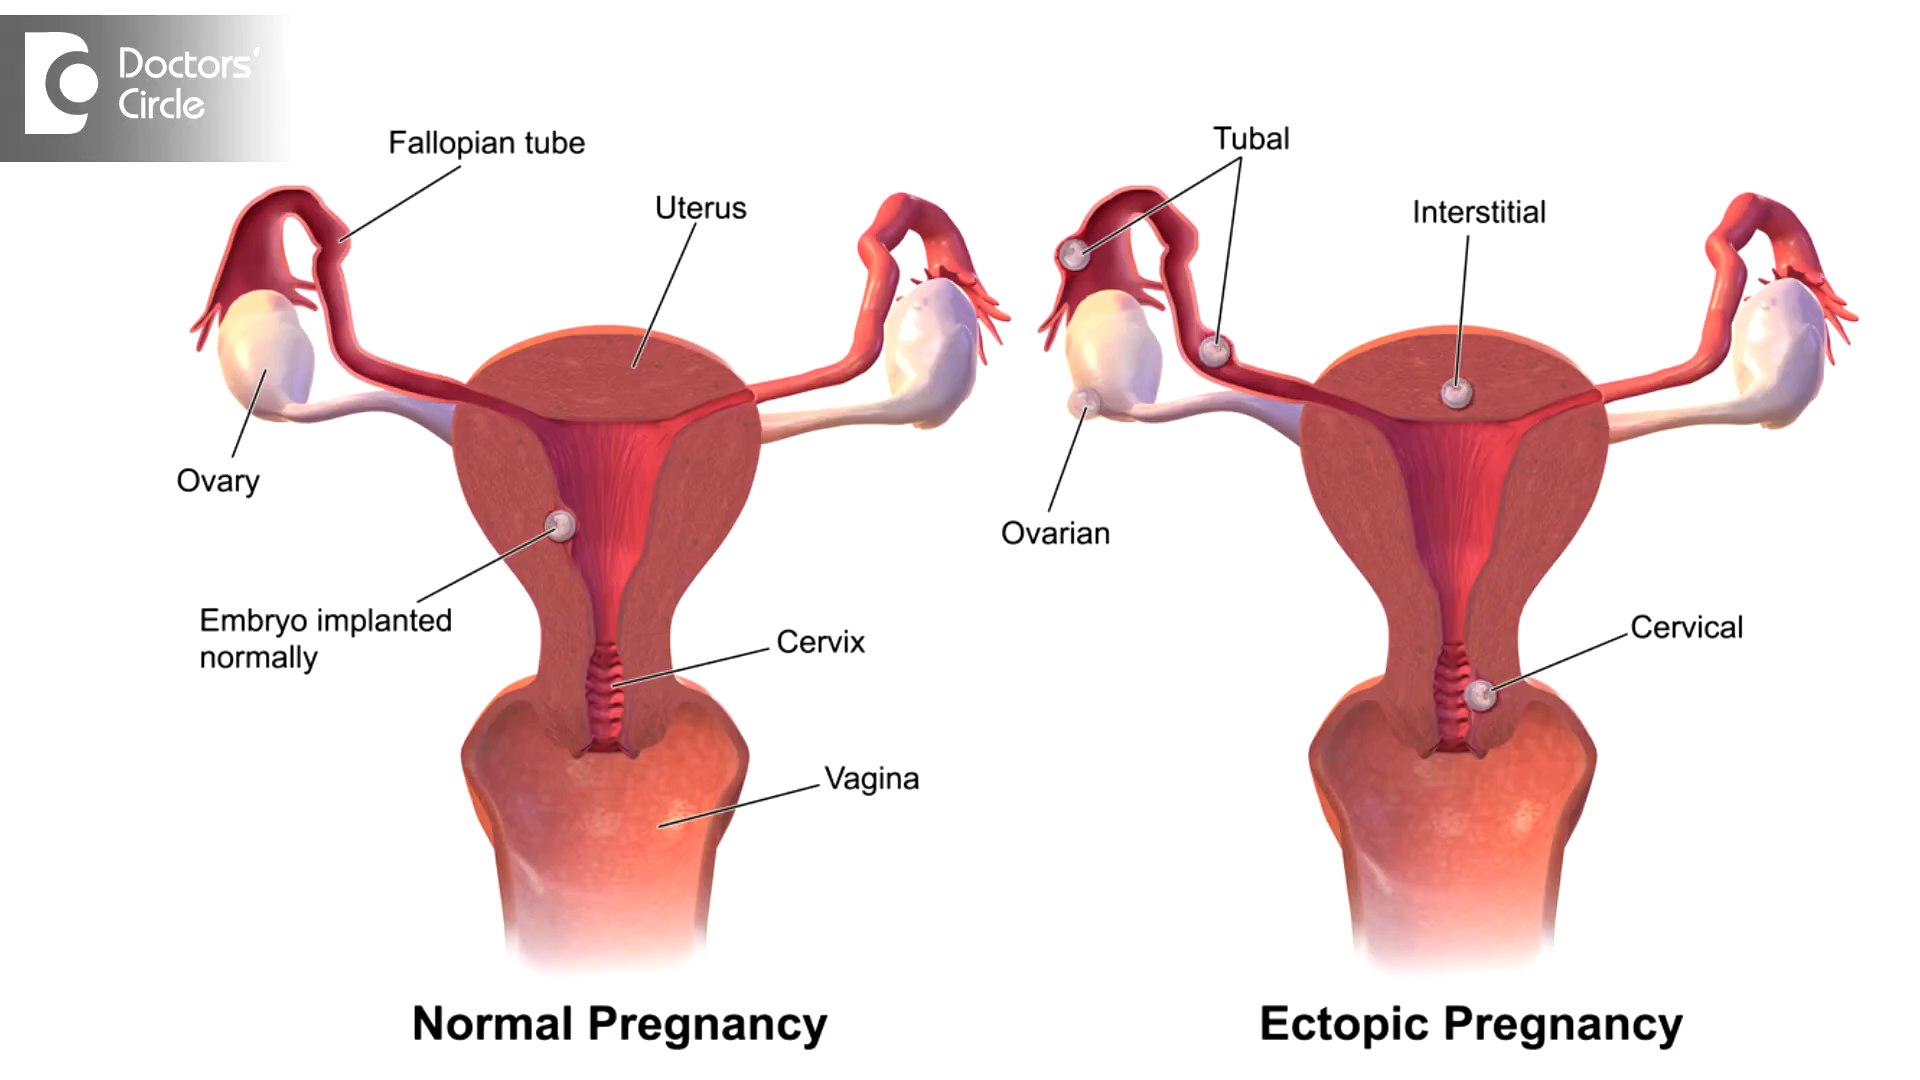 Doctors'
Circle
Fallopian tube
Uterus
Ovary
Embryo implanted
normally
Cervix
Vagina
Normal Pregnancy
Tubal
Interstitial
Ovarian
Cervical
Ectopic Pregnancy